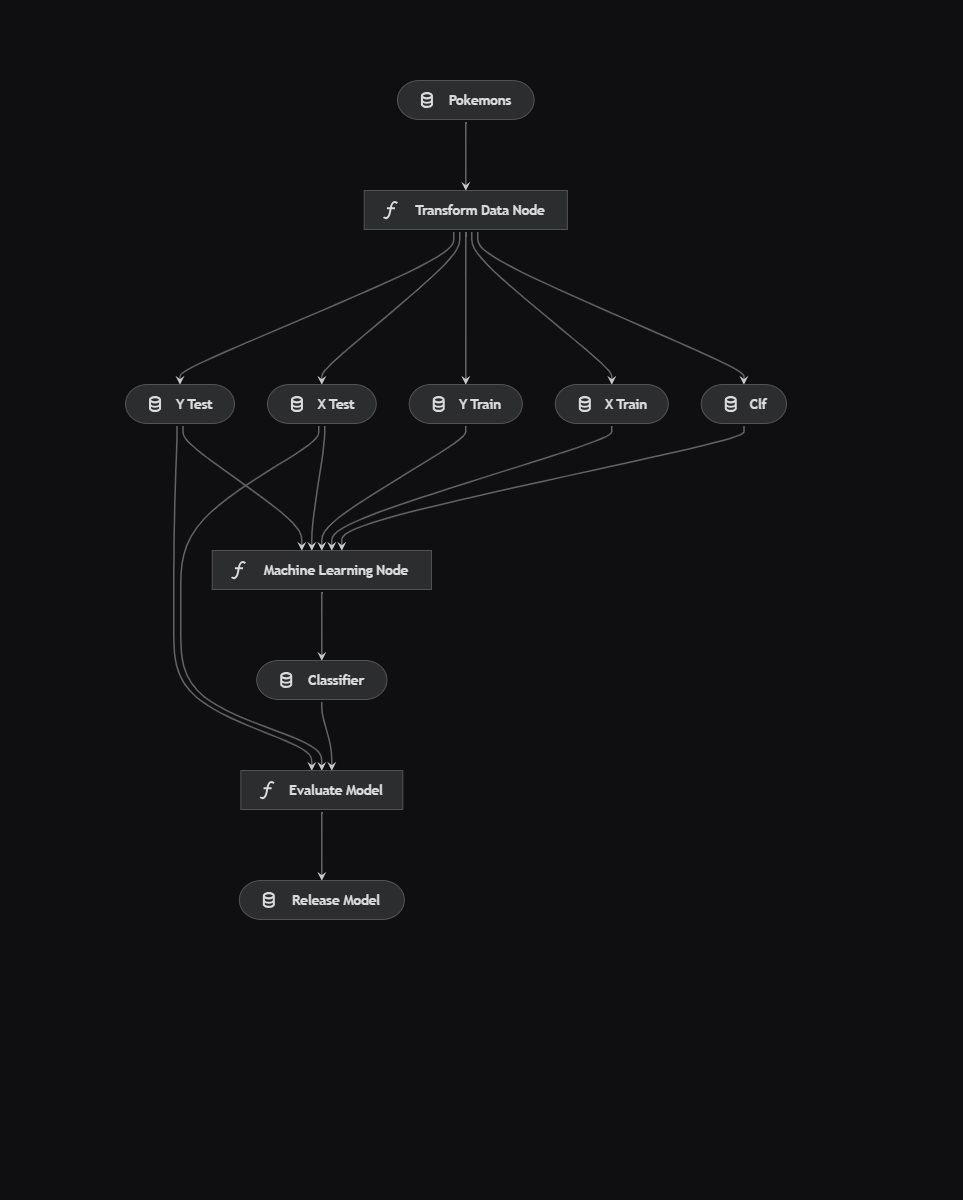 Pokemons
Transform Data Node
Y Test
X Test
Y Train
X Train
Clf
Machine Learning Node
Classifier
Evaluate Model
Release Model